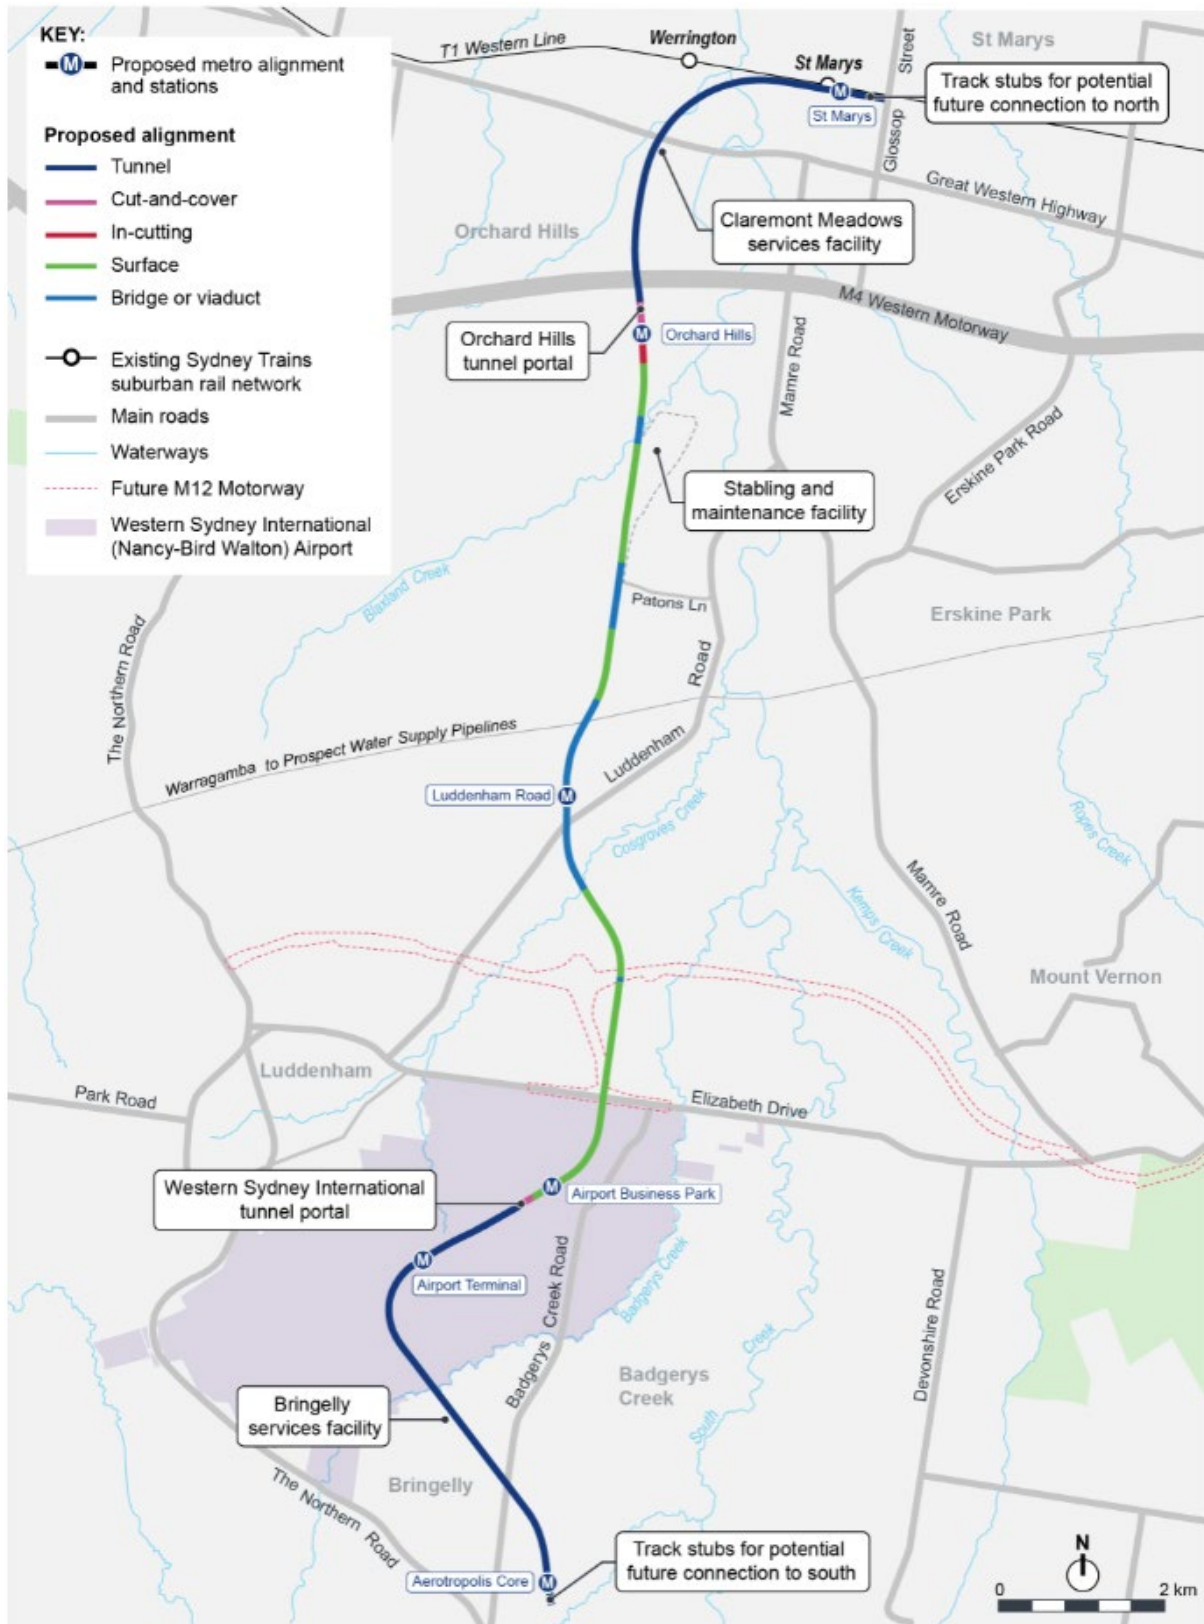 KEY:
M
Proposed metro alignment
and stations
Proposed alignment
Tunnel
Cut-and-cover
In-cutting
Surface
Bridge or viaduct
Existing Sydney Trains
suburban rail network
Main roads
Waterways
Future M12 Motorway
Western Sydney International
(Nancy-Bird Walton) Airport
T1 Western Line
Werrington
St Marys
M
St Marys
Glossop Street
St Marys
Track stubs for potential
future connection to north
Great Western Highway
Claremont Meadows
services facility
Orchard Hills
M4 Western Motorway
Orchard Hills
tunnel portal
M
Orchard Hills
Mamre Road
Erskine Park Road
Stabling and
maintenance facility
Blaxland Creek
Patons Ln
Erskine Park
The Northern Road
Luddenham Road
Warragamba to Prospect Water Supply Pipelines
Luddenham Road
M
Cosgroves Creek
Ropes Creek
Kemps Creek
Mamre Road
Mount Vernon
Luddenham
Park Road
Elizabeth Drive
Western Sydney International
tunnel portal
M
Airport Business Park
M
Airport Terminal
Badgerys Creek Road
Badgerys Creek
Devonshire Road
Badgerys
Creek
South Creek
Bringelly
services facility
Bringelly
The Northern Road
Aerotropolis Core
M
Track stubs for potential
future connection to south
N
0 2 km